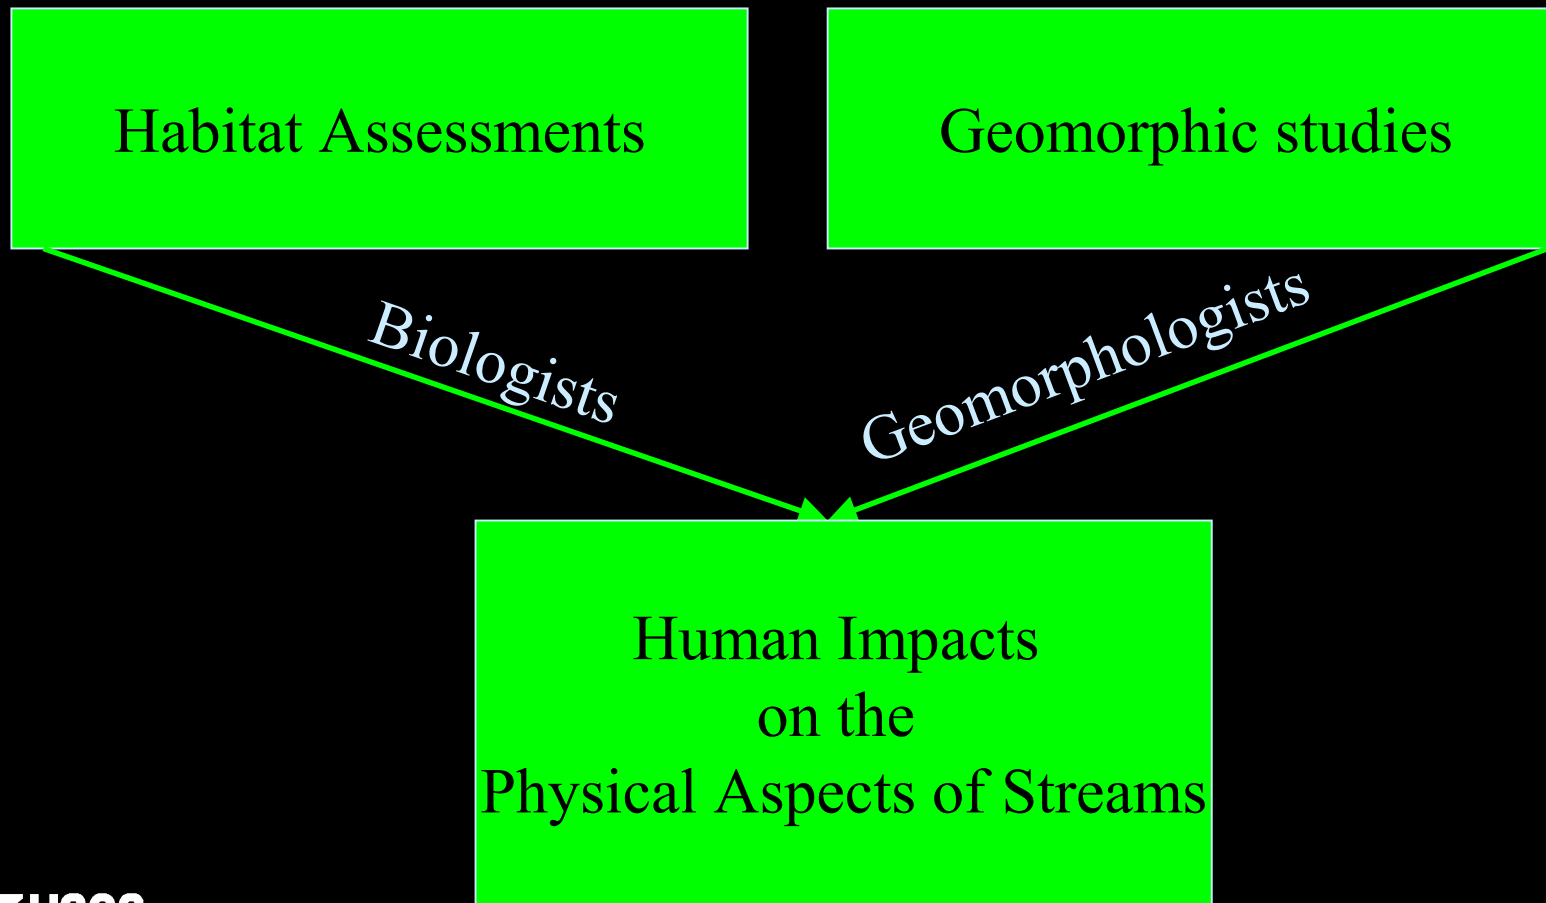 Habitat Assessments
Geomorphic studies
Biologists
Geomorphologists
Human Impacts
on the
Physical Aspects of Streams